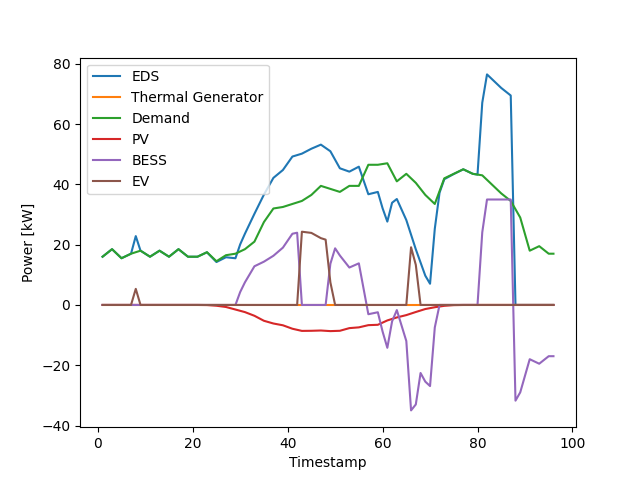 80
60
40
20
0
−20
−40
Power [kW]
EDS
Thermal Generator
Demand
PV
BESS
EV
0 20 40 60 80 100
Timestamp